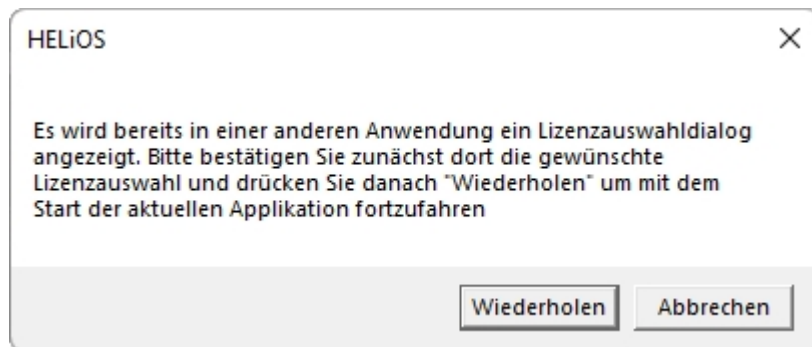 HELiOS
Es wird bereits in einer anderen Anwendung ein Lizenzauswahldialog
angezeigt. Bitte bestätigen Sie zunächst dort die gewünschte
Lizenzauswahl und drücken Sie danach "Wiederholen" um mit dem
Start der aktuellen Applikation fortzufahren
Wiederholen Abbrechen